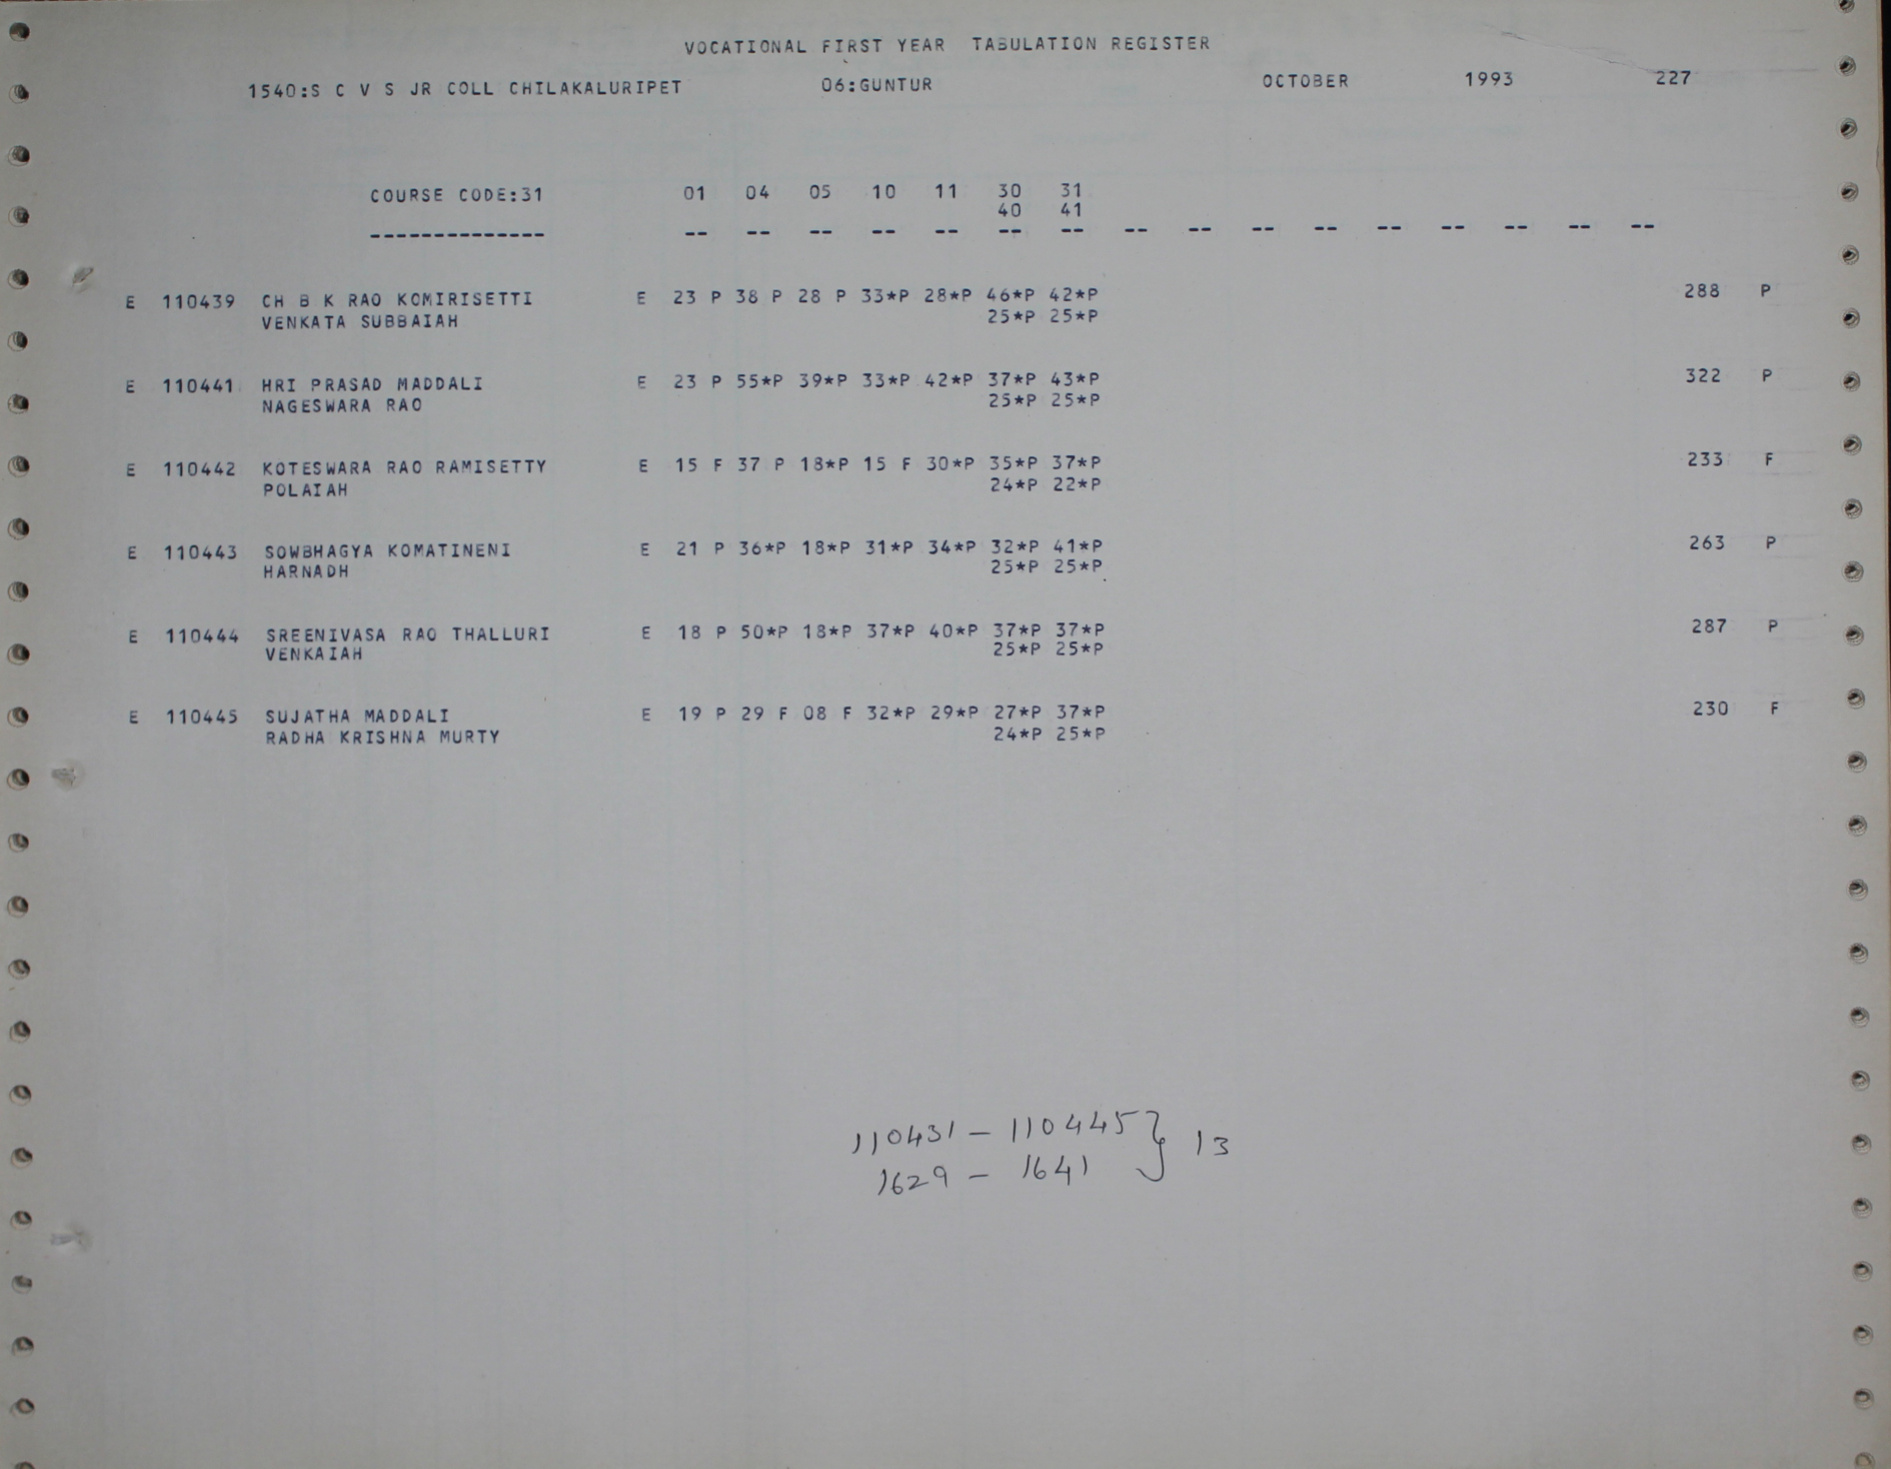 VOCATIONAL FIRST YEAR TABULATION REGISTER
1540:S C V S JR COLL CHILAKALURIPET 06:GUNTUR OCTOBER 1993 227
COURSE CODE:31 01 04 05 10 11 30 31
40 41
-------------- -- -- -- -- -- -- -- -- -- -- -- -- -- -- -- --
E 110439 CH B K RAO KOMIRISETTI E 23 P 38 P 28 P 33*P 28*P 46*P 42*P 288 P
VENKATA SUBBAIAH 25*P 25*P
E 110441 HRI PRASAD MADDALI E 23 P 55*P 39*P 33*P 42*P 37*P 43*P 322 P
NAGESWARA RAO 25*P 25*P
E 110442 KOTESWARA RAO RAMISETTY E 15 F 37 P 18*P 15 F 30*P 35*P 37*P 233 F
POLAIAH 24*P 22*P
E 110443 SOWBHAGYA KOMATINENI E 21 P 36*P 18*P 31*P 34*P 32*P 41*P 263 P
HARNADH 25*P 25*P
E 110444 SREENIVASA RAO THALLURI E 18 P 50*P 18*P 37*P 40*P 37*P 37*P 287 P
VENKAIAH 25*P 25*P
E 110445 SUJATHA MADDALI E 19 P 29 F 08 F 32*P 29*P 27*P 37*P 230 F
RADHA KRISHNA MURTY 24*P 25*P
110431 - 110445 } 13
1629 - 1641